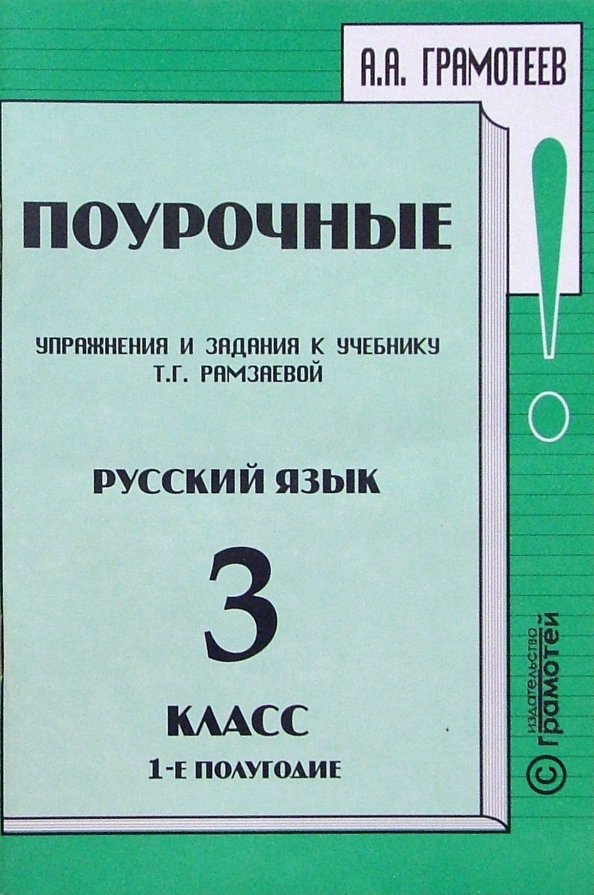 А.А. ГРАМОТЕЕВ
ПОУРОЧНЫЕ
УПРАЖНЕНИЯ И ЗАДАНИЯ К УЧЕБНИКУ
Т.Г. РАМЗАЕВОЙ
РУССКИЙ ЯЗЫК
3
КЛАСС
1-Е ПОЛУГОДИЕ
© издательство
грамотей